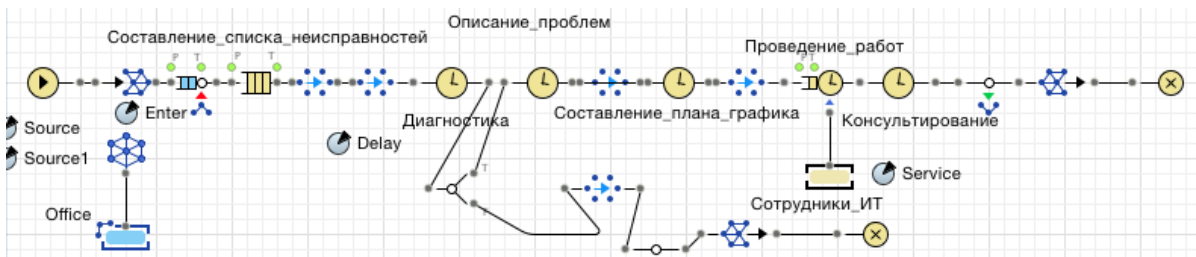 Описание_проблем
Составление_списка_неисправностей
Проведение_работ
P
T
P
T
P
T
Enter
Source
Диагностика
Составление_плана_графика
Консультирование
Delay
Source1
T
Service
Office
Сотрудники_ИТ
F